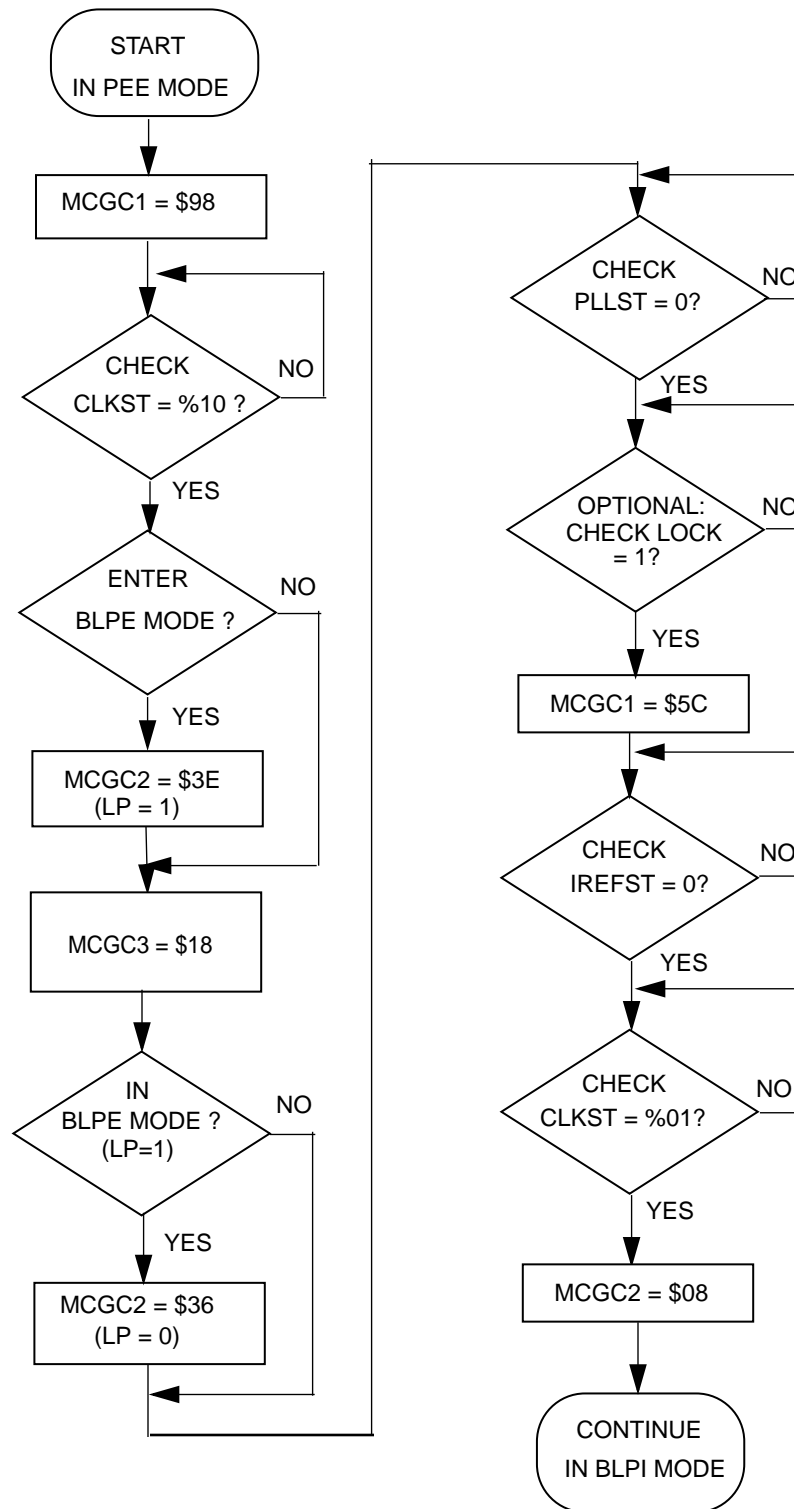 START
IN PEE MODE
MCGC1 = $98
CHECK
CLKST = %10 ?
NO
YES
ENTER
BLPE MODE ?
NO
YES
MCGC2 = $3E
(LP = 1)
MCGC3 = $18
IN
BLPE MODE ?
(LP=1)
NO
YES
MCGC2 = $36
(LP = 0)
CHECK
PLLST = 0?
NO
YES
OPTIONAL:
CHECK LOCK
= 1?
NO
YES
MCGC1 = $5C
CHECK
IREFST = 0?
NO
YES
CHECK
CLKST = %01?
NO
YES
MCGC2 = $08
CONTINUE
IN BLPI MODE